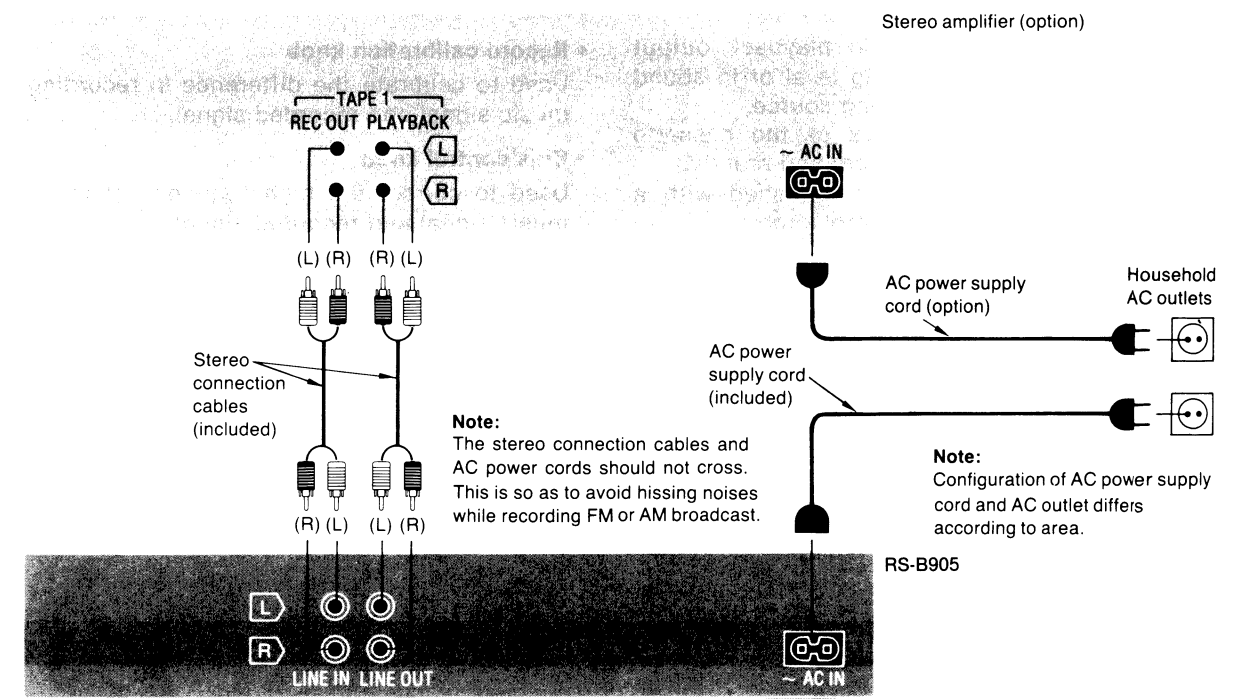 Stereo amplifier (option)
TAPE 1
REC OUT PLAYBACK
L
R
~ AC IN
(L) (R) (R) (L)
AC power supply
cord (option)
Household
AC outlets
Stereo
connection
cables
(included)
AC power
supply cord
(included)
Note:
The stereo connection cables and
AC power cords should not cross.
This is so as to avoid hissing noises
while recording FM or AM broadcast.
Note:
Configuration of AC power supply
cord and AC outlet differs
according to area.
(R) (L) (L) (R)
RS-B905
L
R
LINE IN LINE OUT
~ AC IN